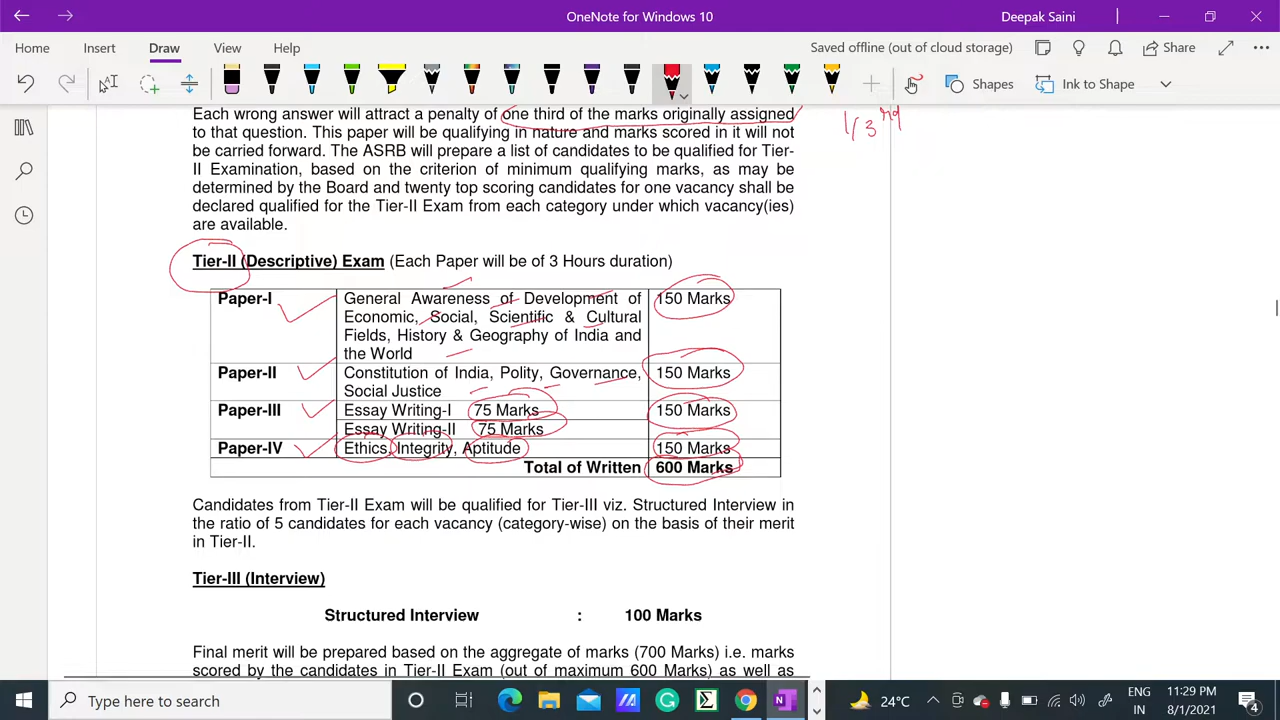 OneNote for Windows 10
Deepak Saini
Home Insert Draw View Help
Saved offline (out of cloud storage)
Share
Shapes
Ink to Shape
Each wrong answer will attract a penalty of one third of the marks originally assigned
1/3 rd
to that question. This paper will be qualifying in nature and marks scored in it will not
be carried forward. The ASRB will prepare a list of candidates to be qualified for Tier-
II Examination, based on the criterion of minimum qualifying marks, as may be
determined by the Board and twenty top scoring candidates for one vacancy shall be
declared qualified for the Tier-II Exam from each category under which vacancy(ies)
are available.
Tier-II (Descriptive) Exam (Each Paper will be of 3 Hours duration)
Paper-I General Awareness of Development of 150 Marks
Economic, Social, Scientific & Cultural
Fields, History & Geography of India and
the World
Paper-II Constitution of India, Polity, Governance, 150 Marks
Social Justice
Paper-III Essay Writing-I 75 Marks 150 Marks
Essay Writing-II 75 Marks
Paper-IV Ethics, Integrity, Aptitude 150 Marks
Total of Written 600 Marks
Candidates from Tier-II Exam will be qualified for Tier-III viz. Structured Interview in
the ratio of 5 candidates for each vacancy (category-wise) on the basis of their merit
in Tier-II.
Tier-III (Interview)
Structured Interview : 100 Marks
Final merit will be prepared based on the aggregate of marks (700 Marks) i.e. marks
scored by the candidates in Tier-II Exam (out of maximum 600 Marks) as well as
Type here to search
24°C
ENG
IN
11:29 PM
8/1/2021
4